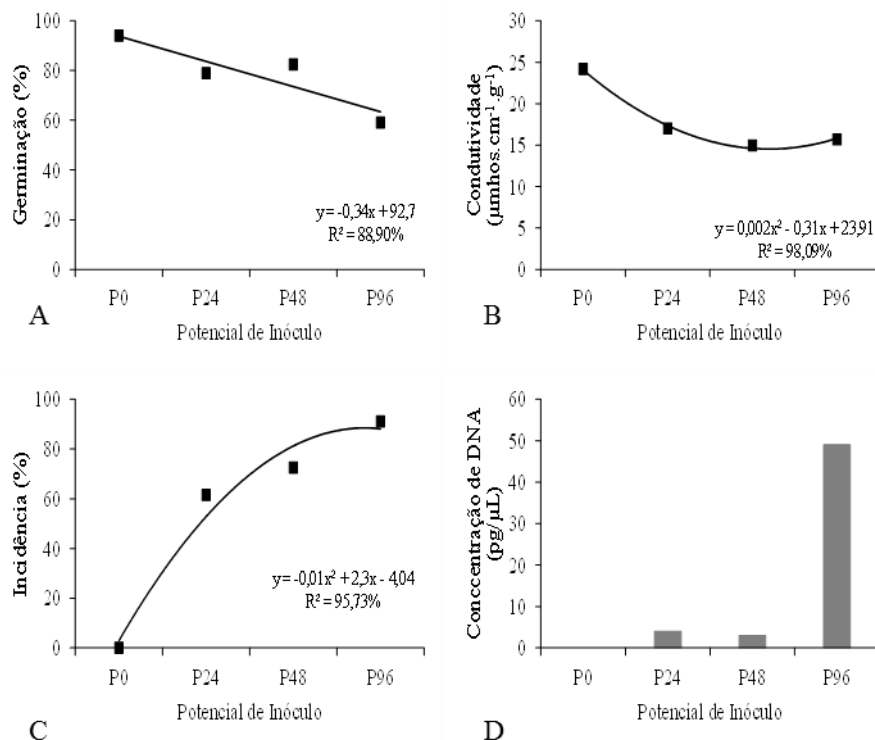 Germinação (%)
100
80
60
40
20
0
y = -0,34x + 92,7
R² = 88,90%
P0 P24 P48 P96
Potencial de Inóculo
A
Condutividade
(µmhos.cm⁻¹.g⁻¹)
30
25
20
15
10
5
0
y = 0,002x² - 0,31x + 23,91
R² = 98,09%
P0 P24 P48 P96
Potencial de Inóculo
B
Incidência (%)
100
80
60
40
20
0
y = -0,01x² + 2,3x - 4,04
R² = 95,73%
P0 P24 P48 P96
Potencial de Inóculo
C
Conccentração de DNA
(pg/µL)
60
50
40
30
20
10
0
P0 P24 P48 P96
Potencial de Inóculo
D